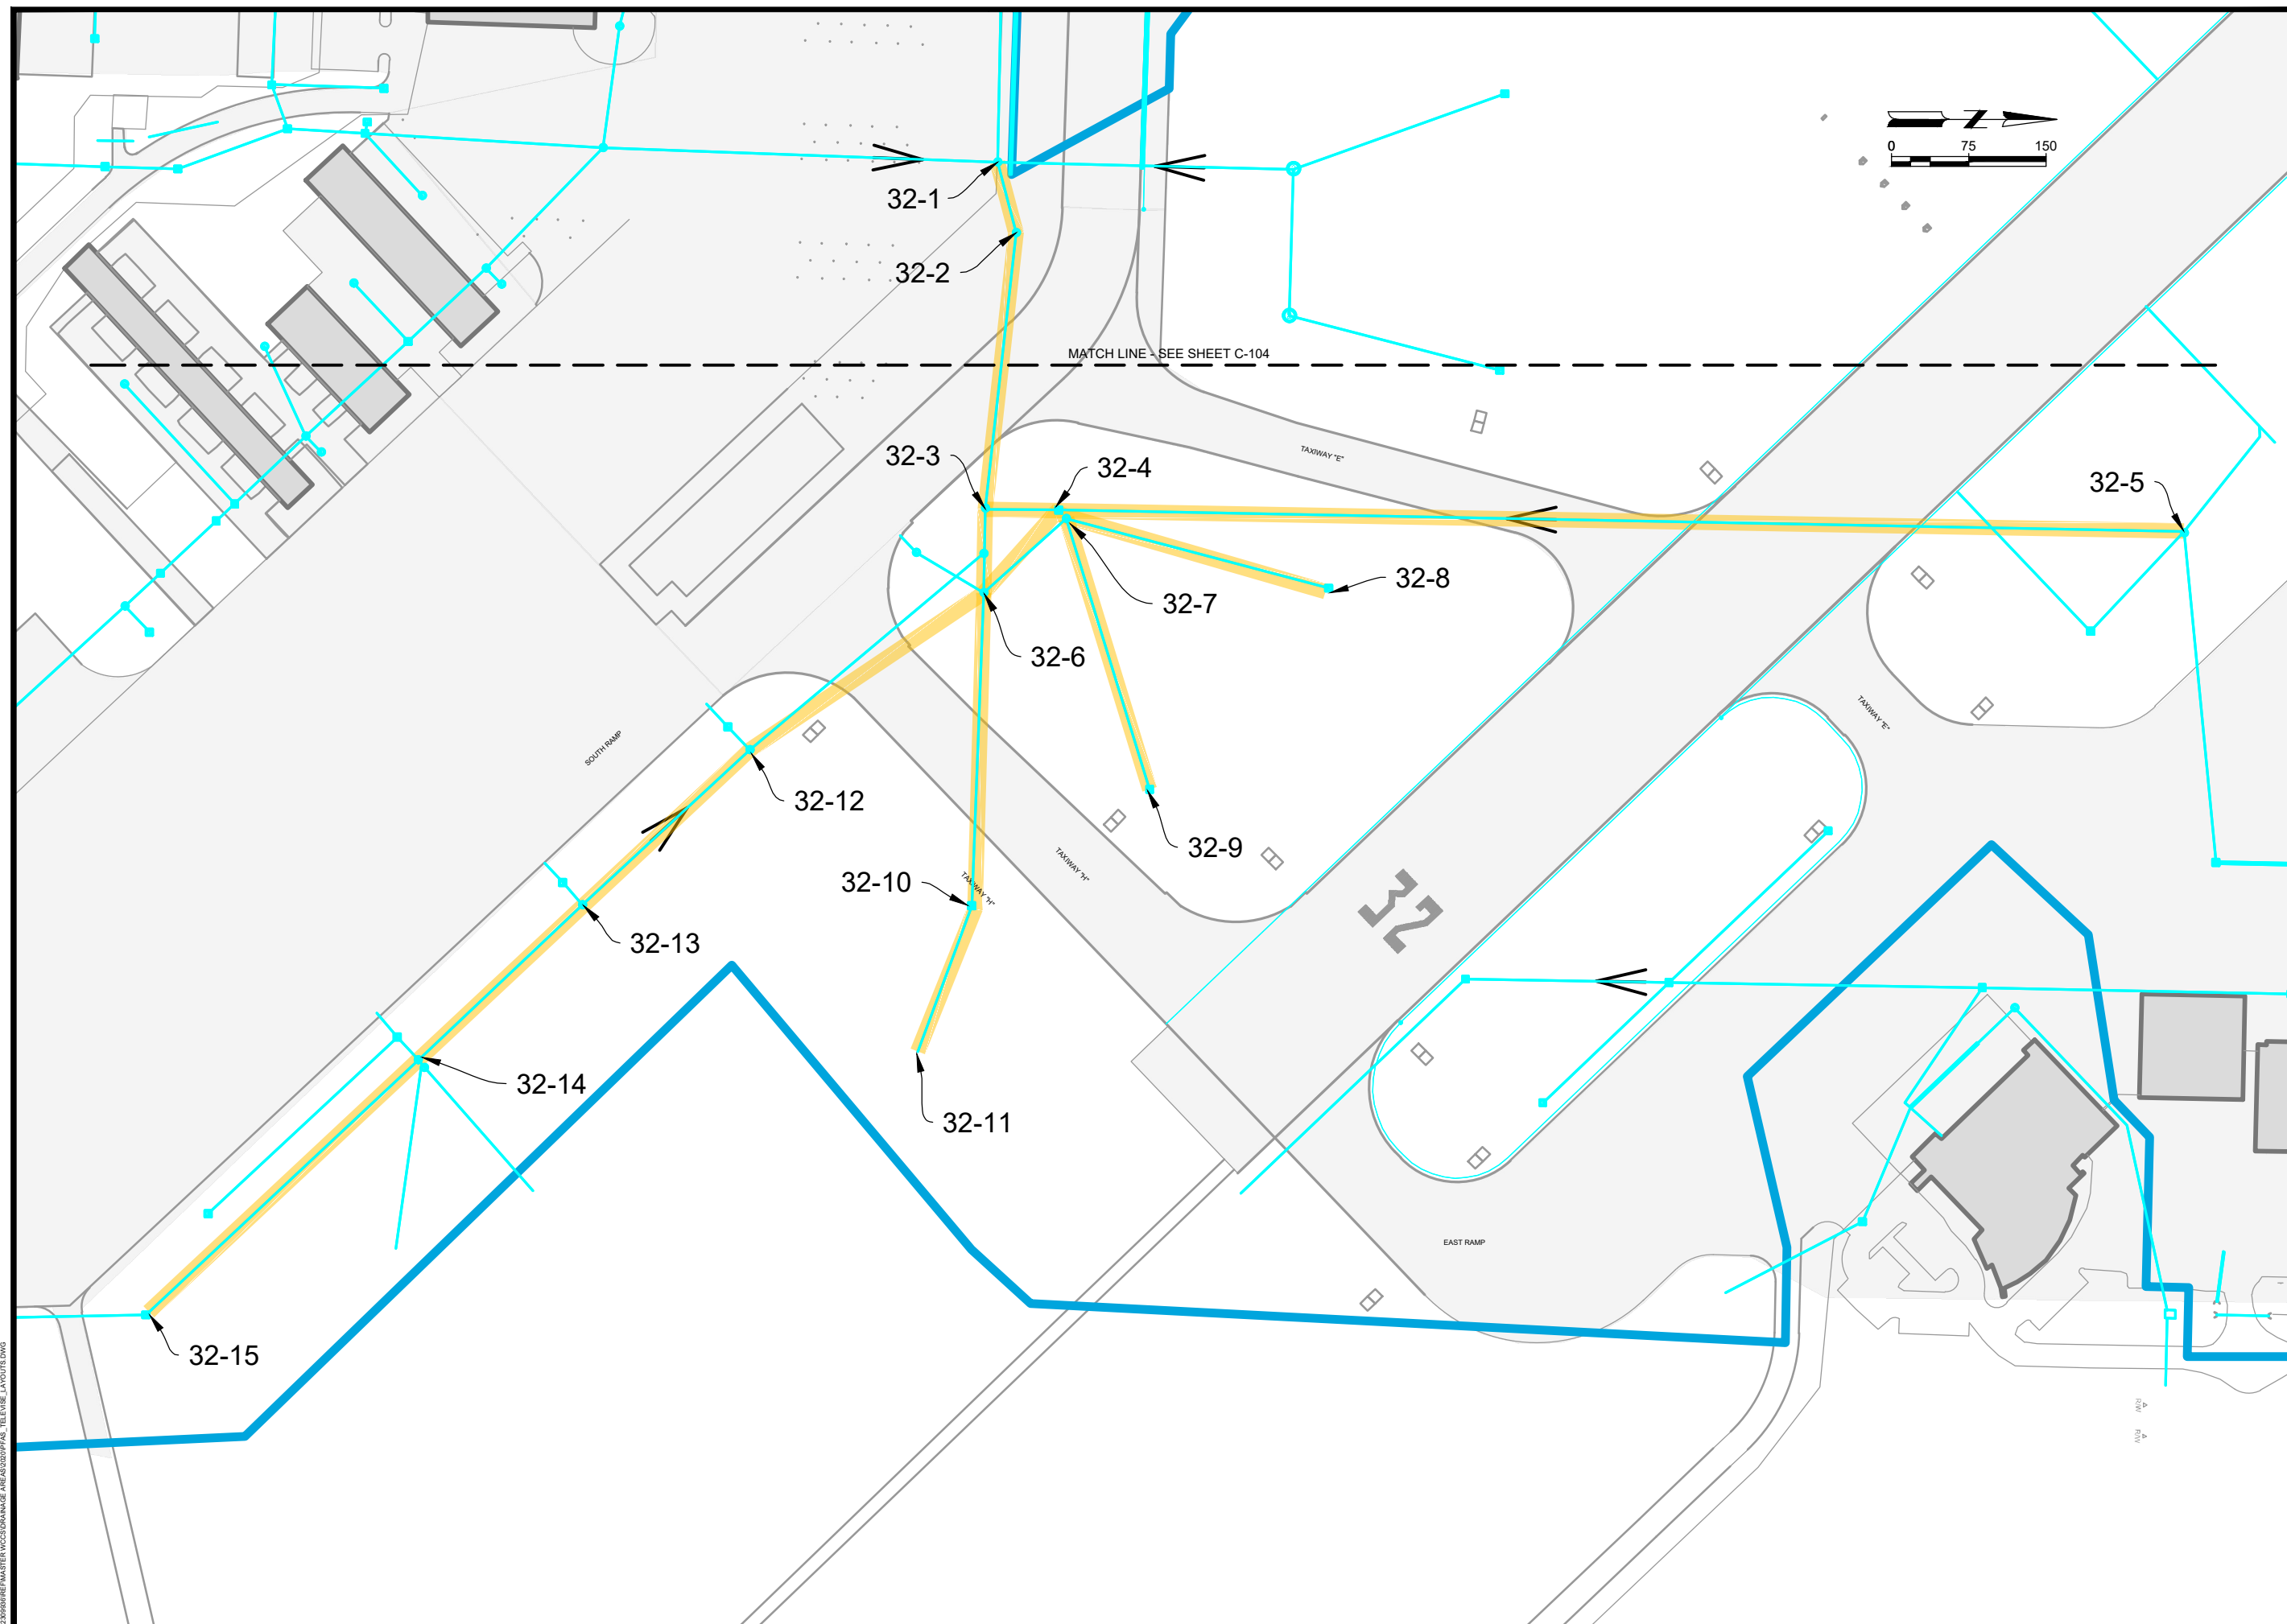 0 75 150
32-1
32-2
MATCH LINE - SEE SHEET C-104
32-3
32-4
TAXIWAY "E"
32-5
32-8
32-7
32-6
SOUTH RAMP
TAXIWAY "E"
32-12
32-9
TAXIWAY "H"
32-10
TAXIWAY "H"
32
32-13
32-14
32-11
EAST RAMP
32-15